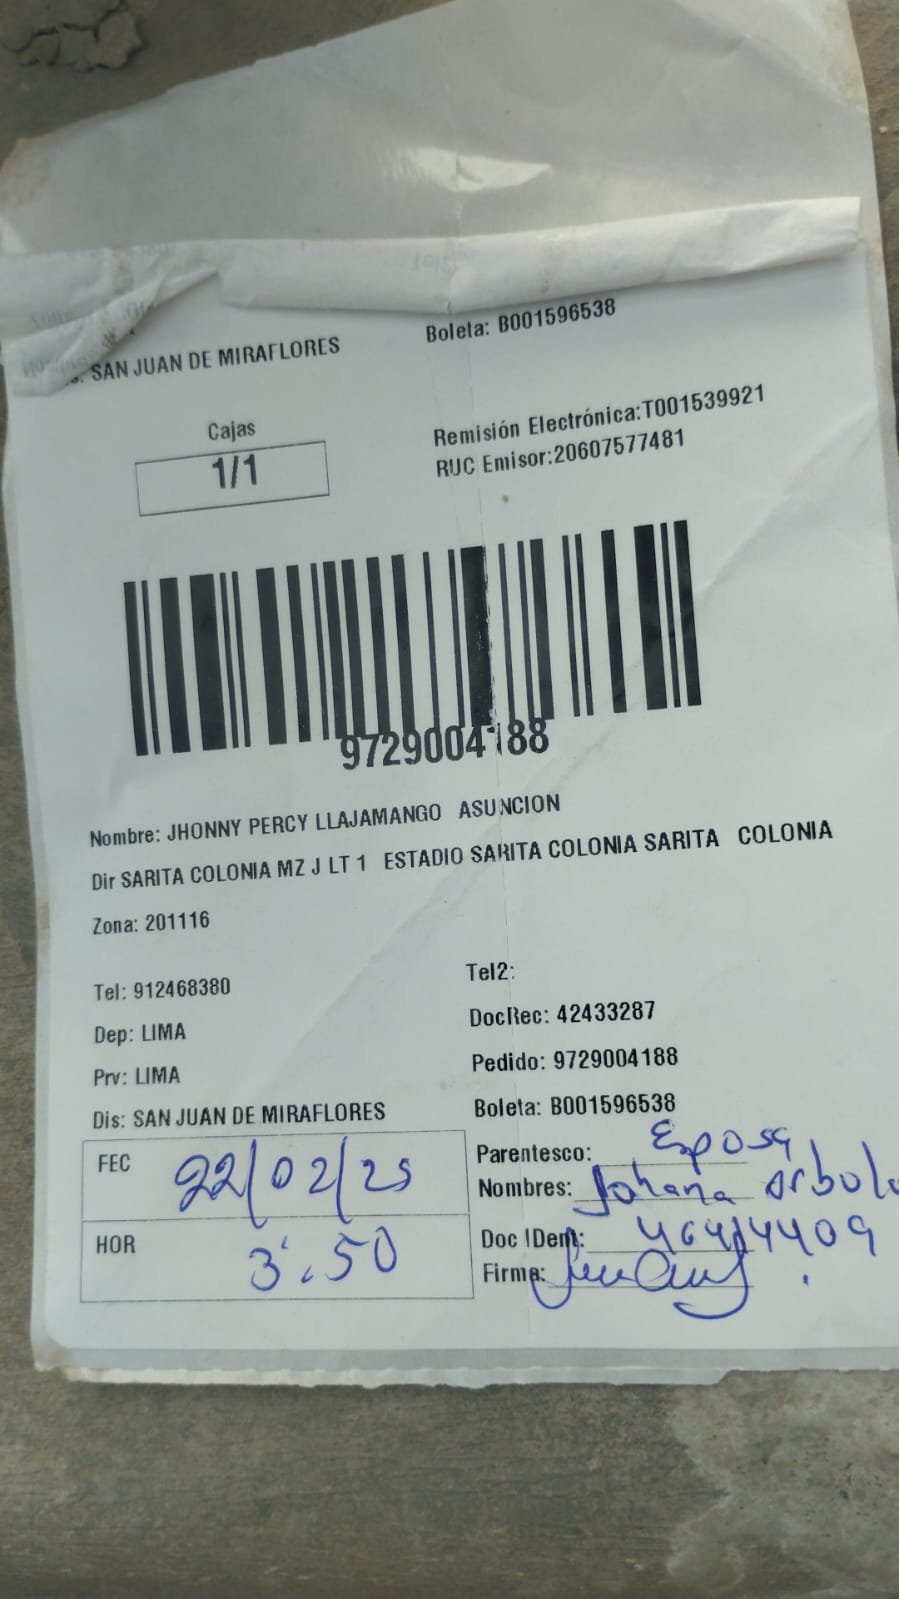 SAN JUAN DE MIRAFLORES
Boleta: B001596538
Cajas
1/1
Remisión Electrónica:T001539921
RUC Emisor:20607577481
9729004188
Nombre: JHONNY PERCY LLAJAMANGO ASUNCION
Dir SARITA COLONIA MZ J LT 1 ESTADIO SARITA COLONIA SARITA COLONIA
Zona: 201116
Tel: 912468380
Tel2:
Dep: LIMA
DocRec: 42433287
Prv: LIMA
Pedido: 9729004188
Dis: SAN JUAN DE MIRAFLORES
Boleta: B001596538
FEC 22/02/25
Parentesco: Esposa
Nombres: Johana
HOR 3:50
Doc IDent:
Firma: